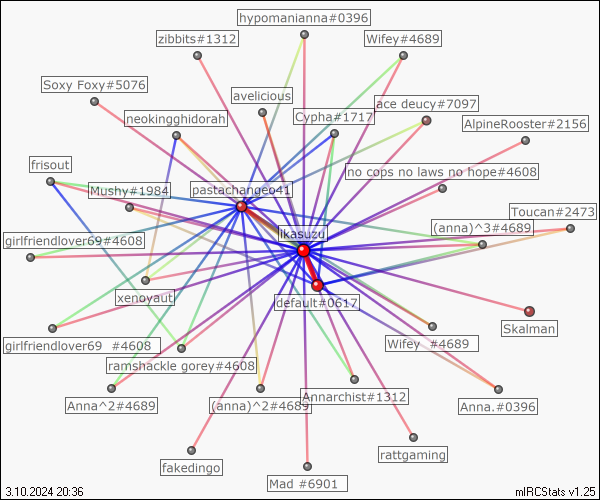 hypomanianna#0396
zibbits#1312
Wifey#4689
Soxy Foxy#5076
avelicious
ace deucy#7097
neokingghidorah
Cypha#1717
AlpineRooster#2156
frisout
no cops no laws no hope#4608
Mushy#1984
pastachangeo41
Toucan#2473
likasuzu
(anna)^3#4689
girlfriendlover69#4608
xenoyaut
default#0617
Skalman
girlfriendlover69 #4608
Wifey #4689
ramshackle gorey#4608
Anna^2#4689
(anna)^2#4689
Annarchist#1312
Anna.#0396
fakedingo
rattgaming
Mad #6901
3.10.2024 20:36
mIRCStats v1.25